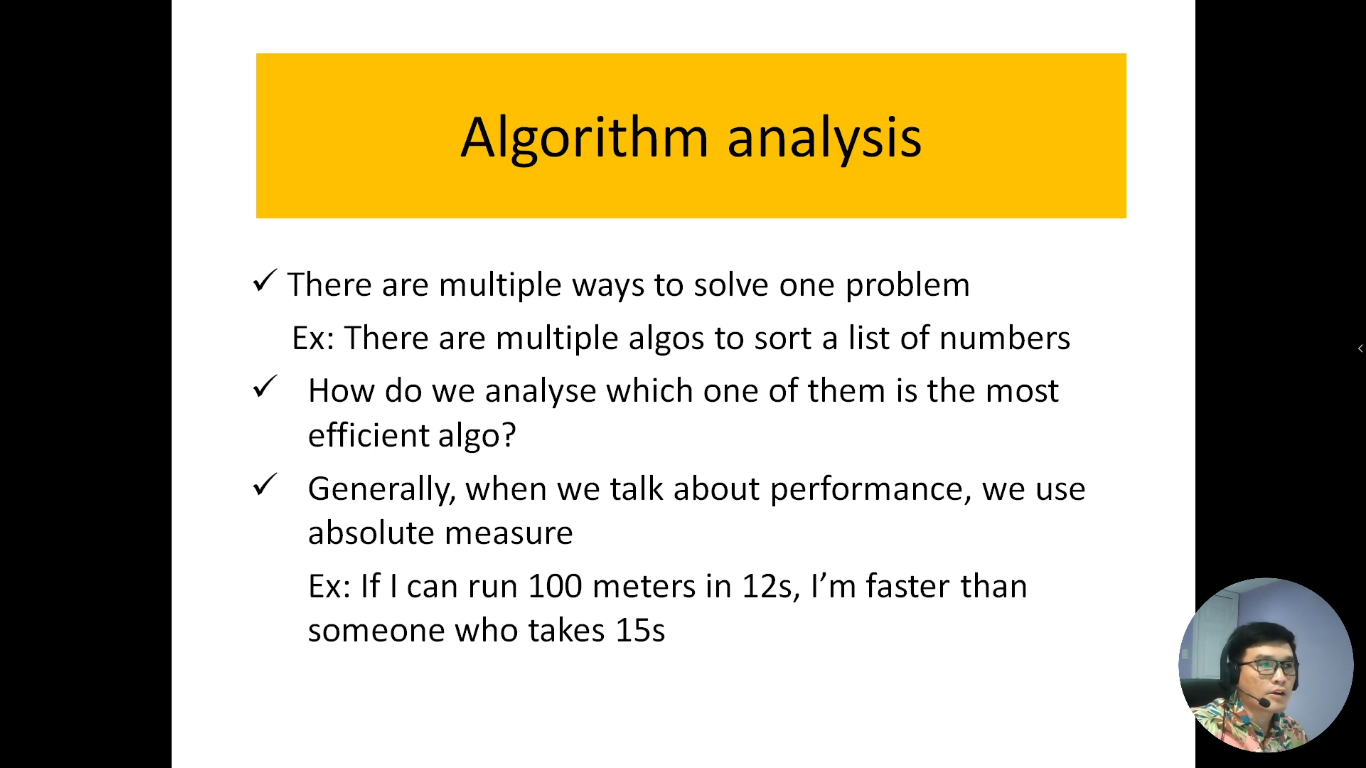 Algorithm analysis
✓ There are multiple ways to solve one problem
Ex: There are multiple algos to sort a list of numbers
✓ How do we analyse which one of them is the most
efficient algo?
✓ Generally, when we talk about performance, we use
absolute measure
Ex: If I can run 100 meters in 12s, I’m faster than
someone who takes 15s